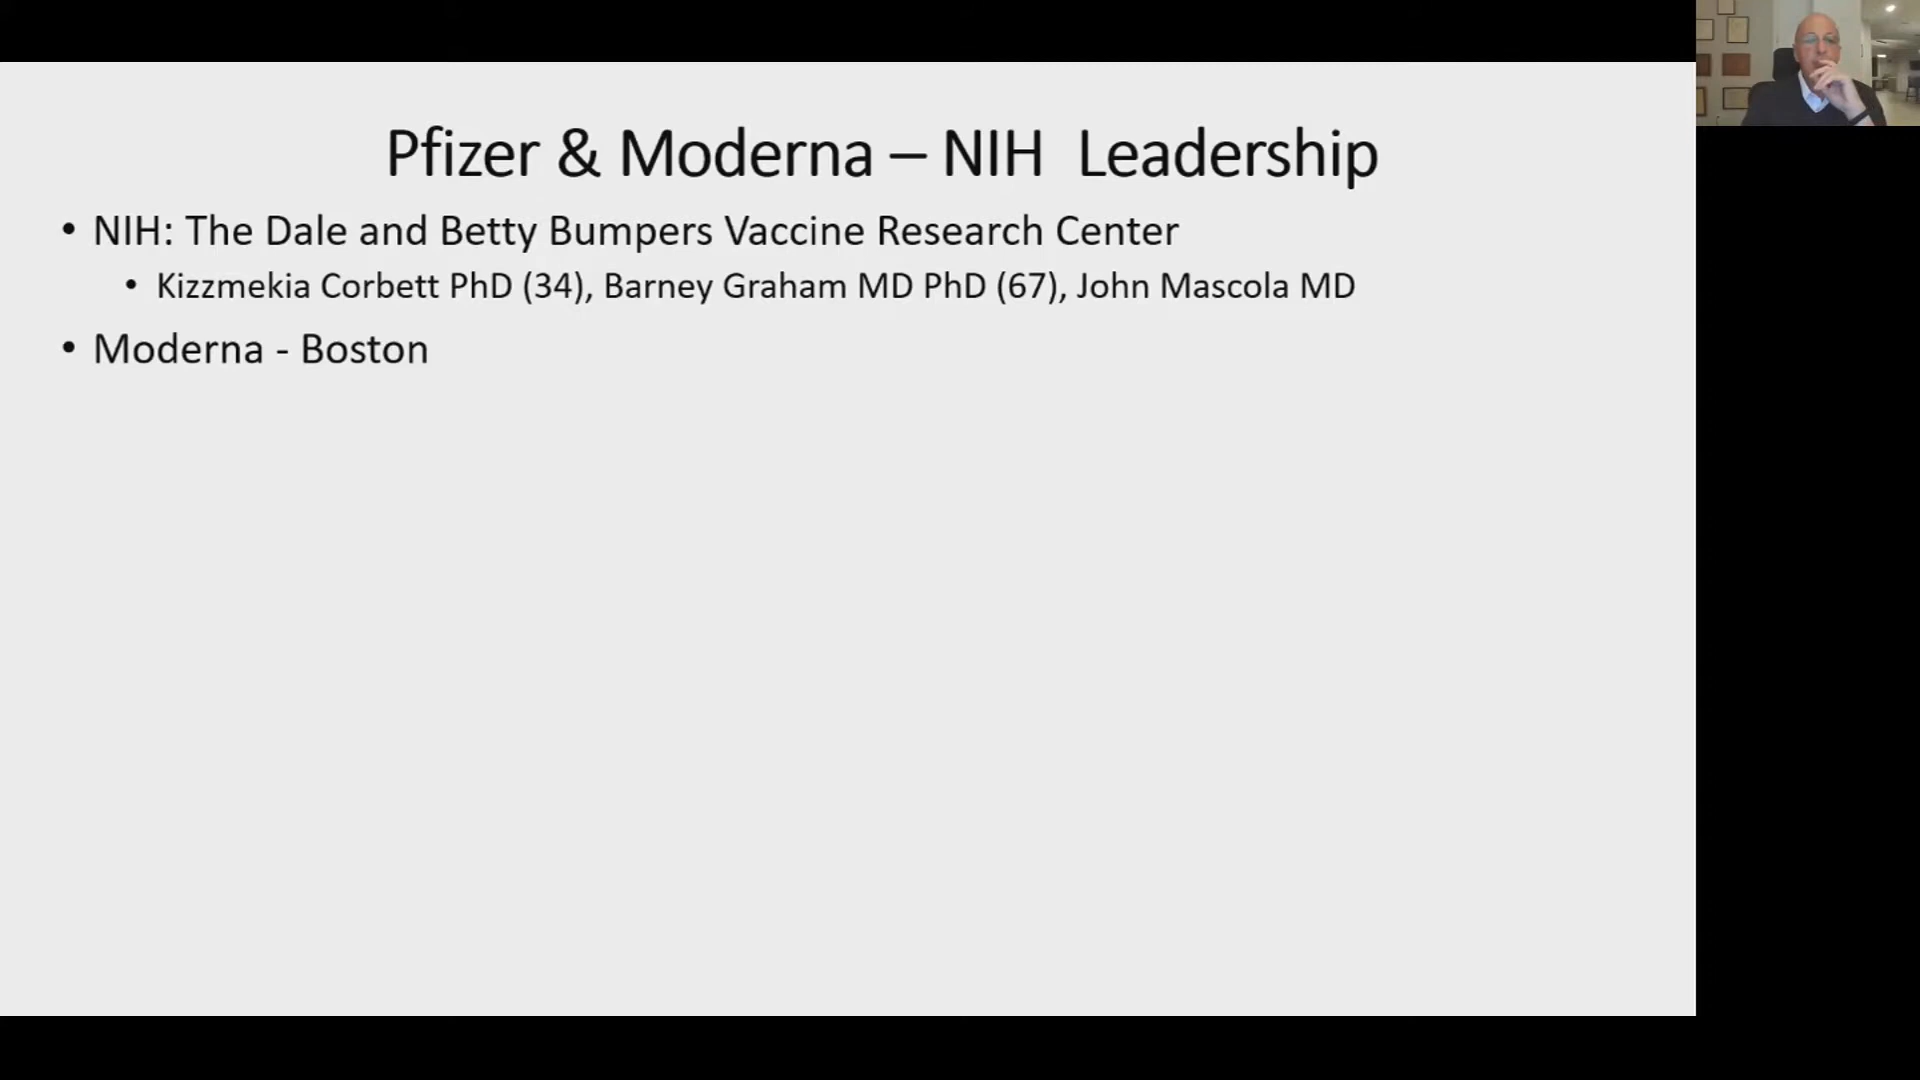 Pfizer & Moderna – NIH Leadership
• NIH: The Dale and Betty Bumpers Vaccine Research Center
• Kizzmekia Corbett PhD (34), Barney Graham MD PhD (67), John Mascola MD
• Moderna - Boston